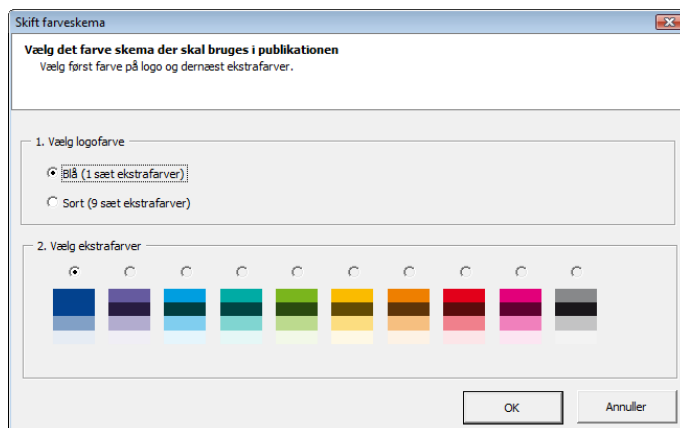 Skift farveskema
Vælg det farve skema der skal bruges i publikationen
Vælg først farve på logo og dernæst ekstrafarver.
1. Vælg logofarve
Blå (1 sæt ekstrafarver)
Sort (9 sæt ekstrafarver)
2. Vælg ekstrafarver
OK
Annuller